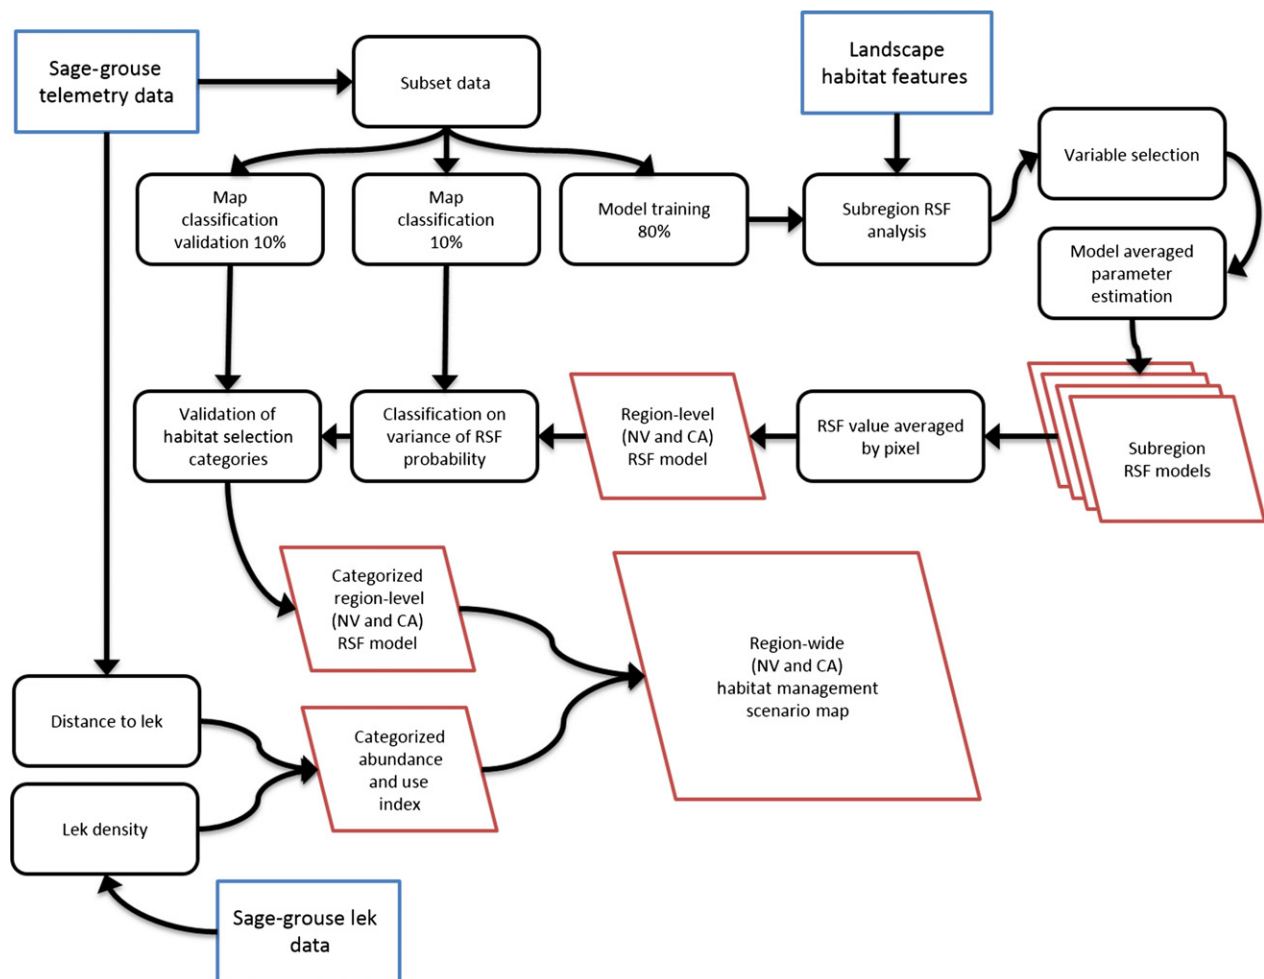 Sage-grouse
telemetry data
Subset data
Landscape
habitat features
Variable selection
Map
classification
validation 10%
Map
classification
10%
Model training
80%
Subregion RSF
analysis
Model averaged
parameter
estimation
Validation of
habitat selection
categories
Classification on
variance of RSF
probability
Region-level
(NV and CA)
RSF model
RSF value averaged
by pixel
Subregion
RSF models
Categorized
region-level
(NV and CA)
RSF model
Region-wide
(NV and CA)
habitat management
scenario map
Distance to lek
Categorized
abundance
and use
index
Lek density
Sage-grouse lek
data